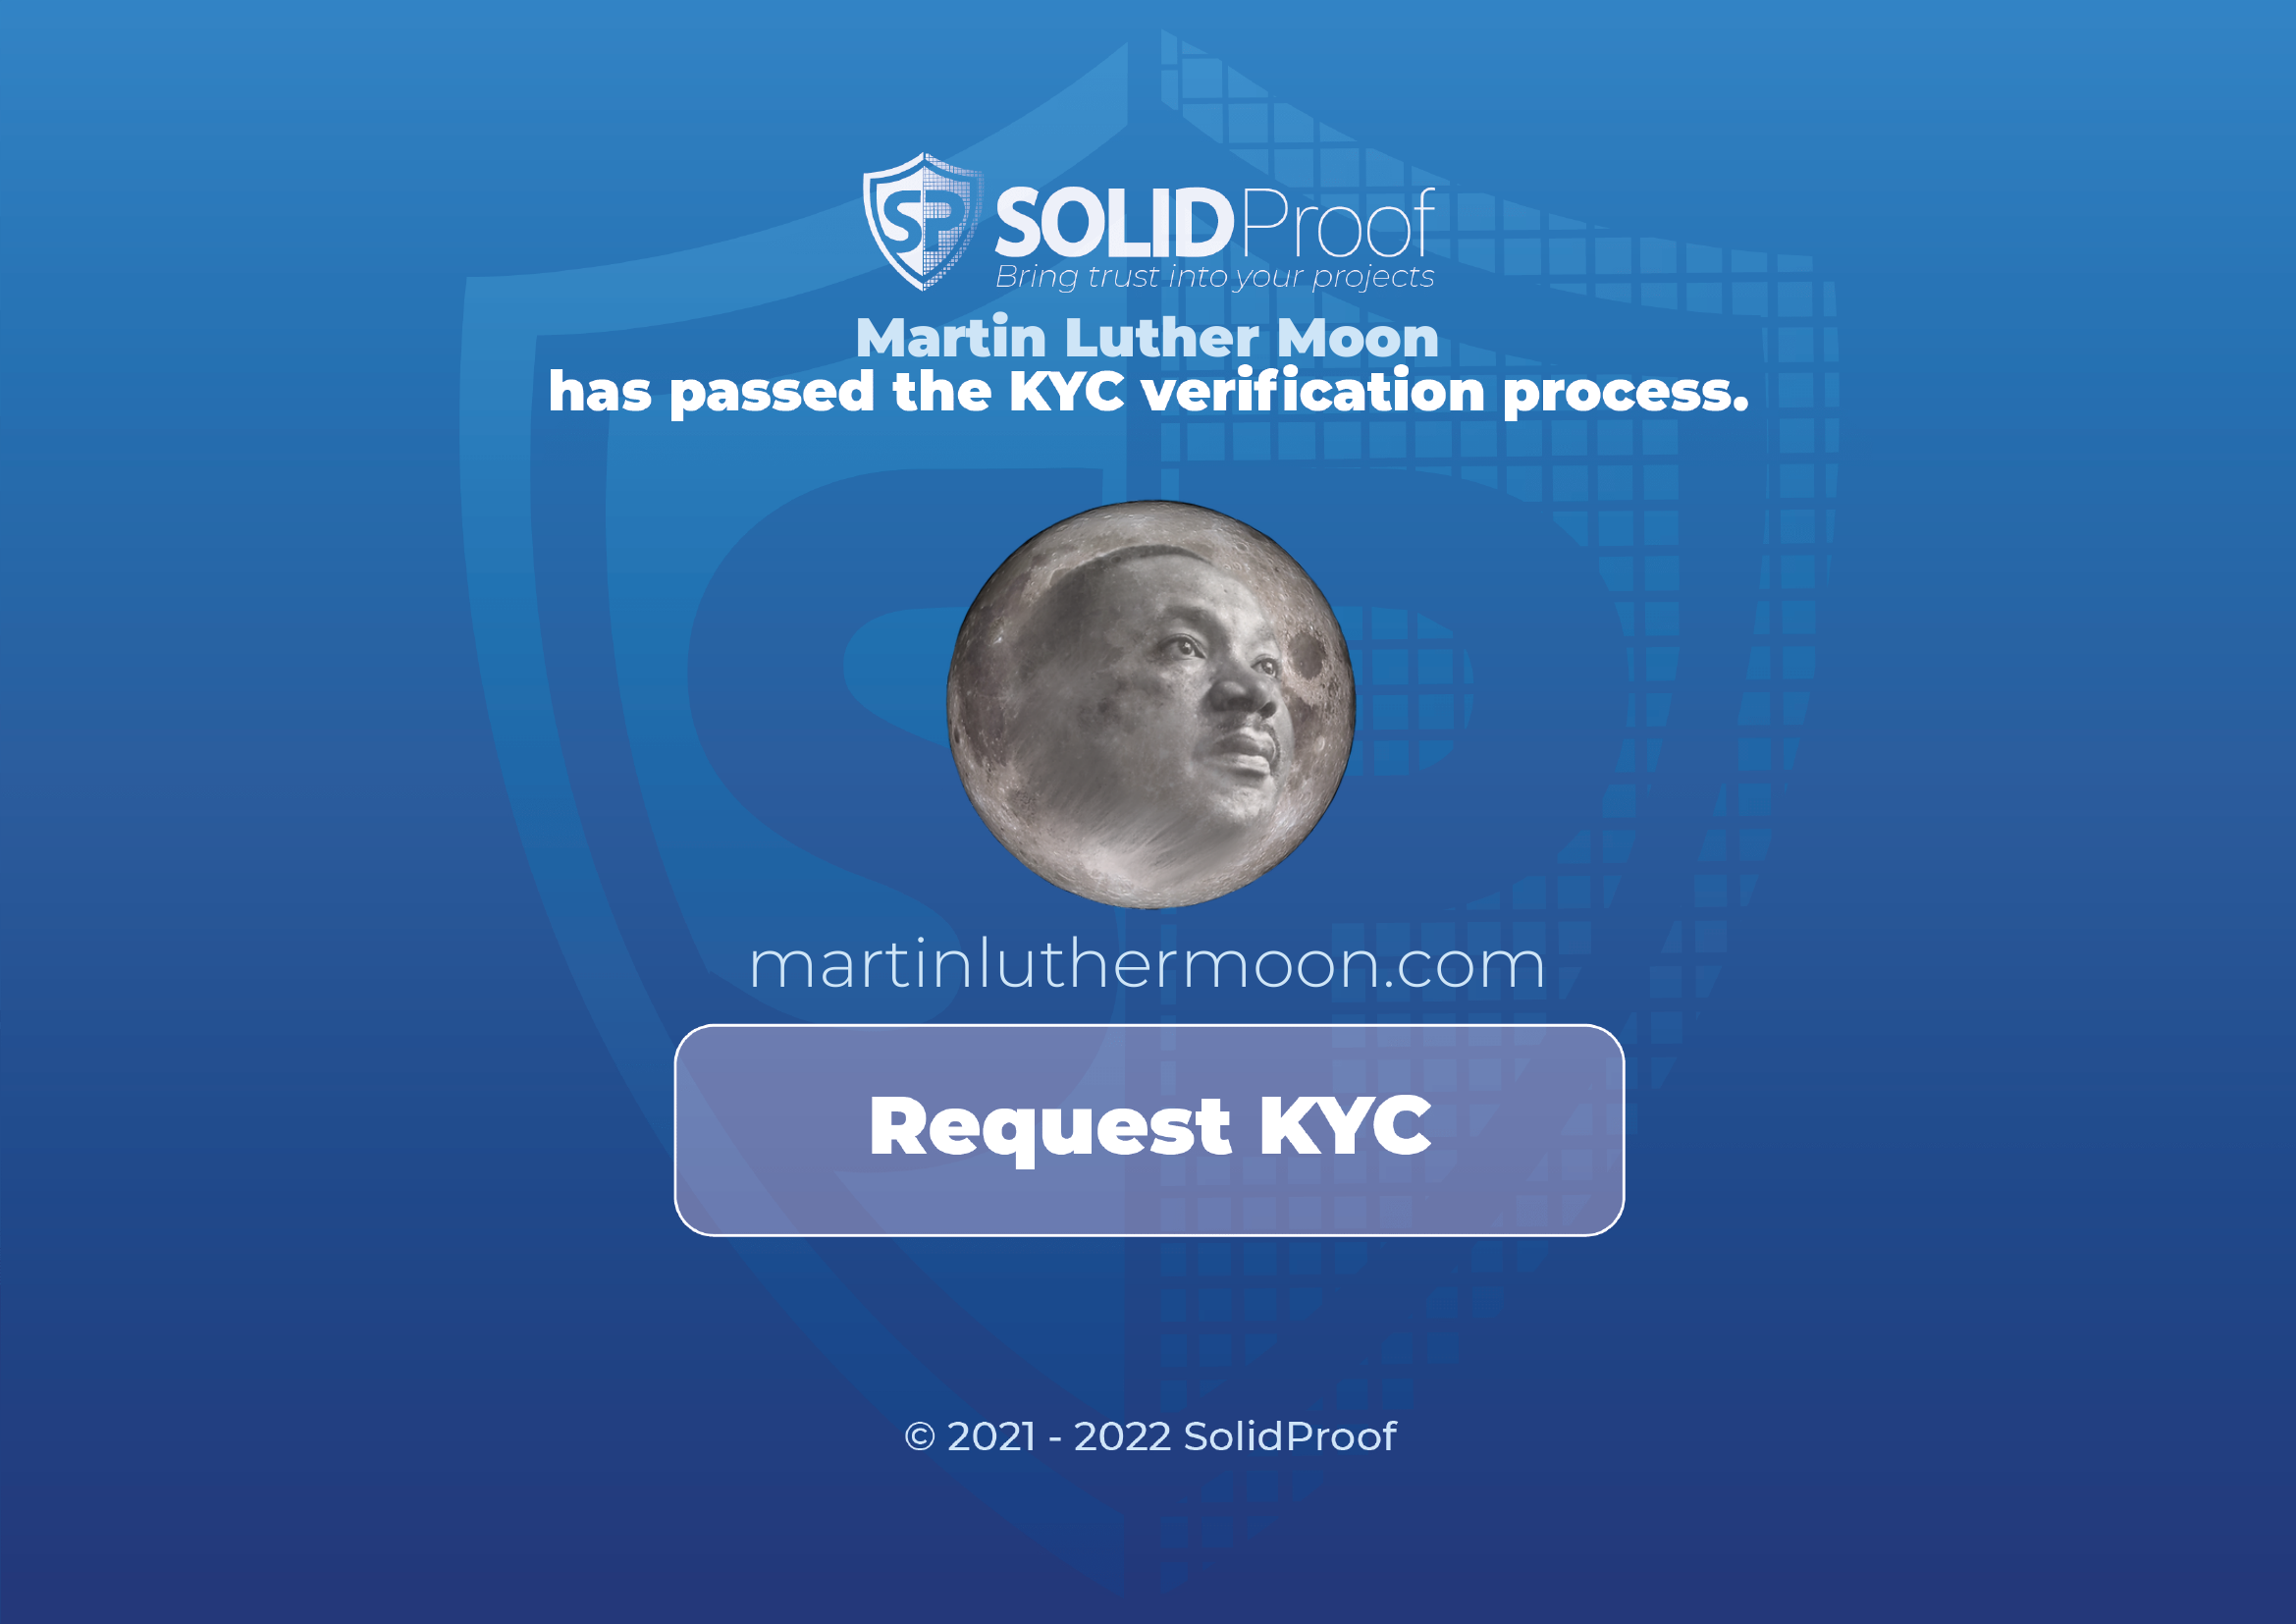 SP SOLIDProof
Bring trust into your projects
Martin Luther Moon
has passed the KYC verification process.
martinluthermoon.com
Request KYC
© 2021 - 2022 SolidProof